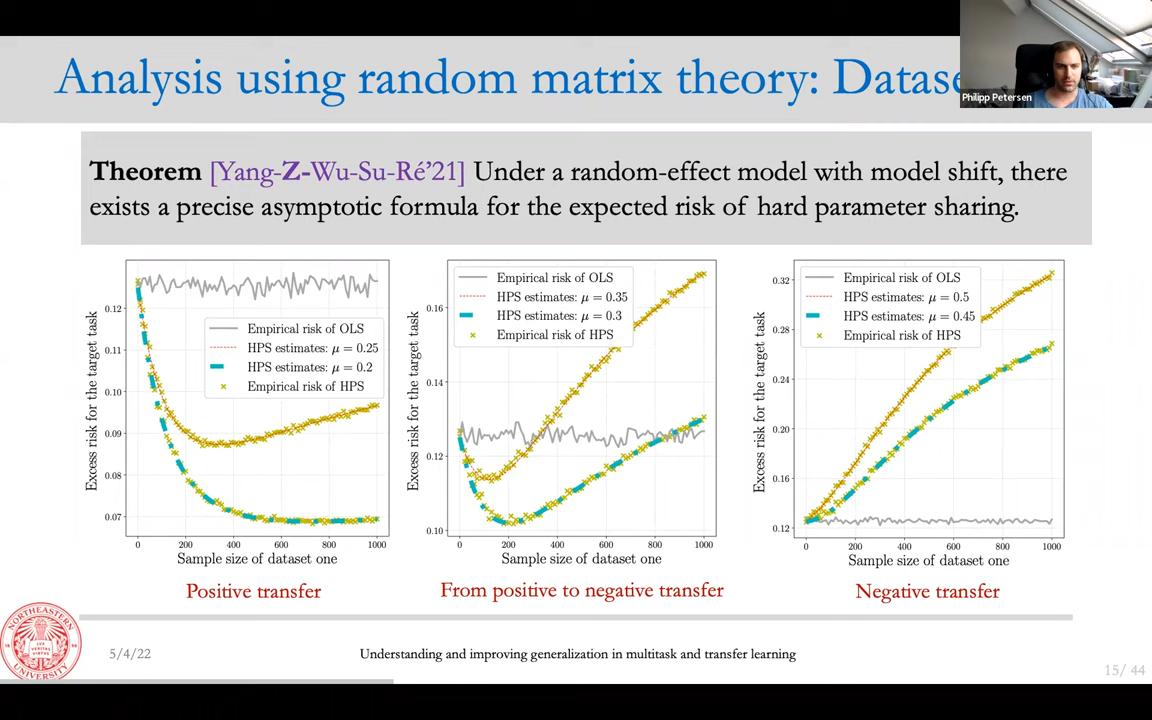 Analysis using random matrix theory: Datase
Philipp Petersen
Theorem [Yang-Z-Wu-Su-Ré’21] Under a random-effect model with model shift, there
exists a precise asymptotic formula for the expected risk of hard parameter sharing.
Excess risk for the target task
0.12
0.11
0.10
0.09
0.08
0.07
Empirical risk of OLS
HPS estimates: μ = 0.25
HPS estimates: μ = 0.2
Empirical risk of HPS
0 200 400 600 800 1000
Sample size of dataset one
Positive transfer
Excess risk for the target task
0.16
0.14
0.12
0.10
Empirical risk of OLS
HPS estimates: μ = 0.35
HPS estimates: μ = 0.3
Empirical risk of HPS
0 200 400 600 800 1000
Sample size of dataset one
From positive to negative transfer
Excess risk for the target task
0.32
0.28
0.24
0.20
0.16
0.12
Empirical risk of OLS
HPS estimates: μ = 0.5
HPS estimates: μ = 0.45
Empirical risk of HPS
0 200 400 600 800 1000
Sample size of dataset one
Negative transfer
NORTHEASTERN
UNIVERSITY
5/4/22
Understanding and improving generalization in multitask and transfer learning
15/ 44